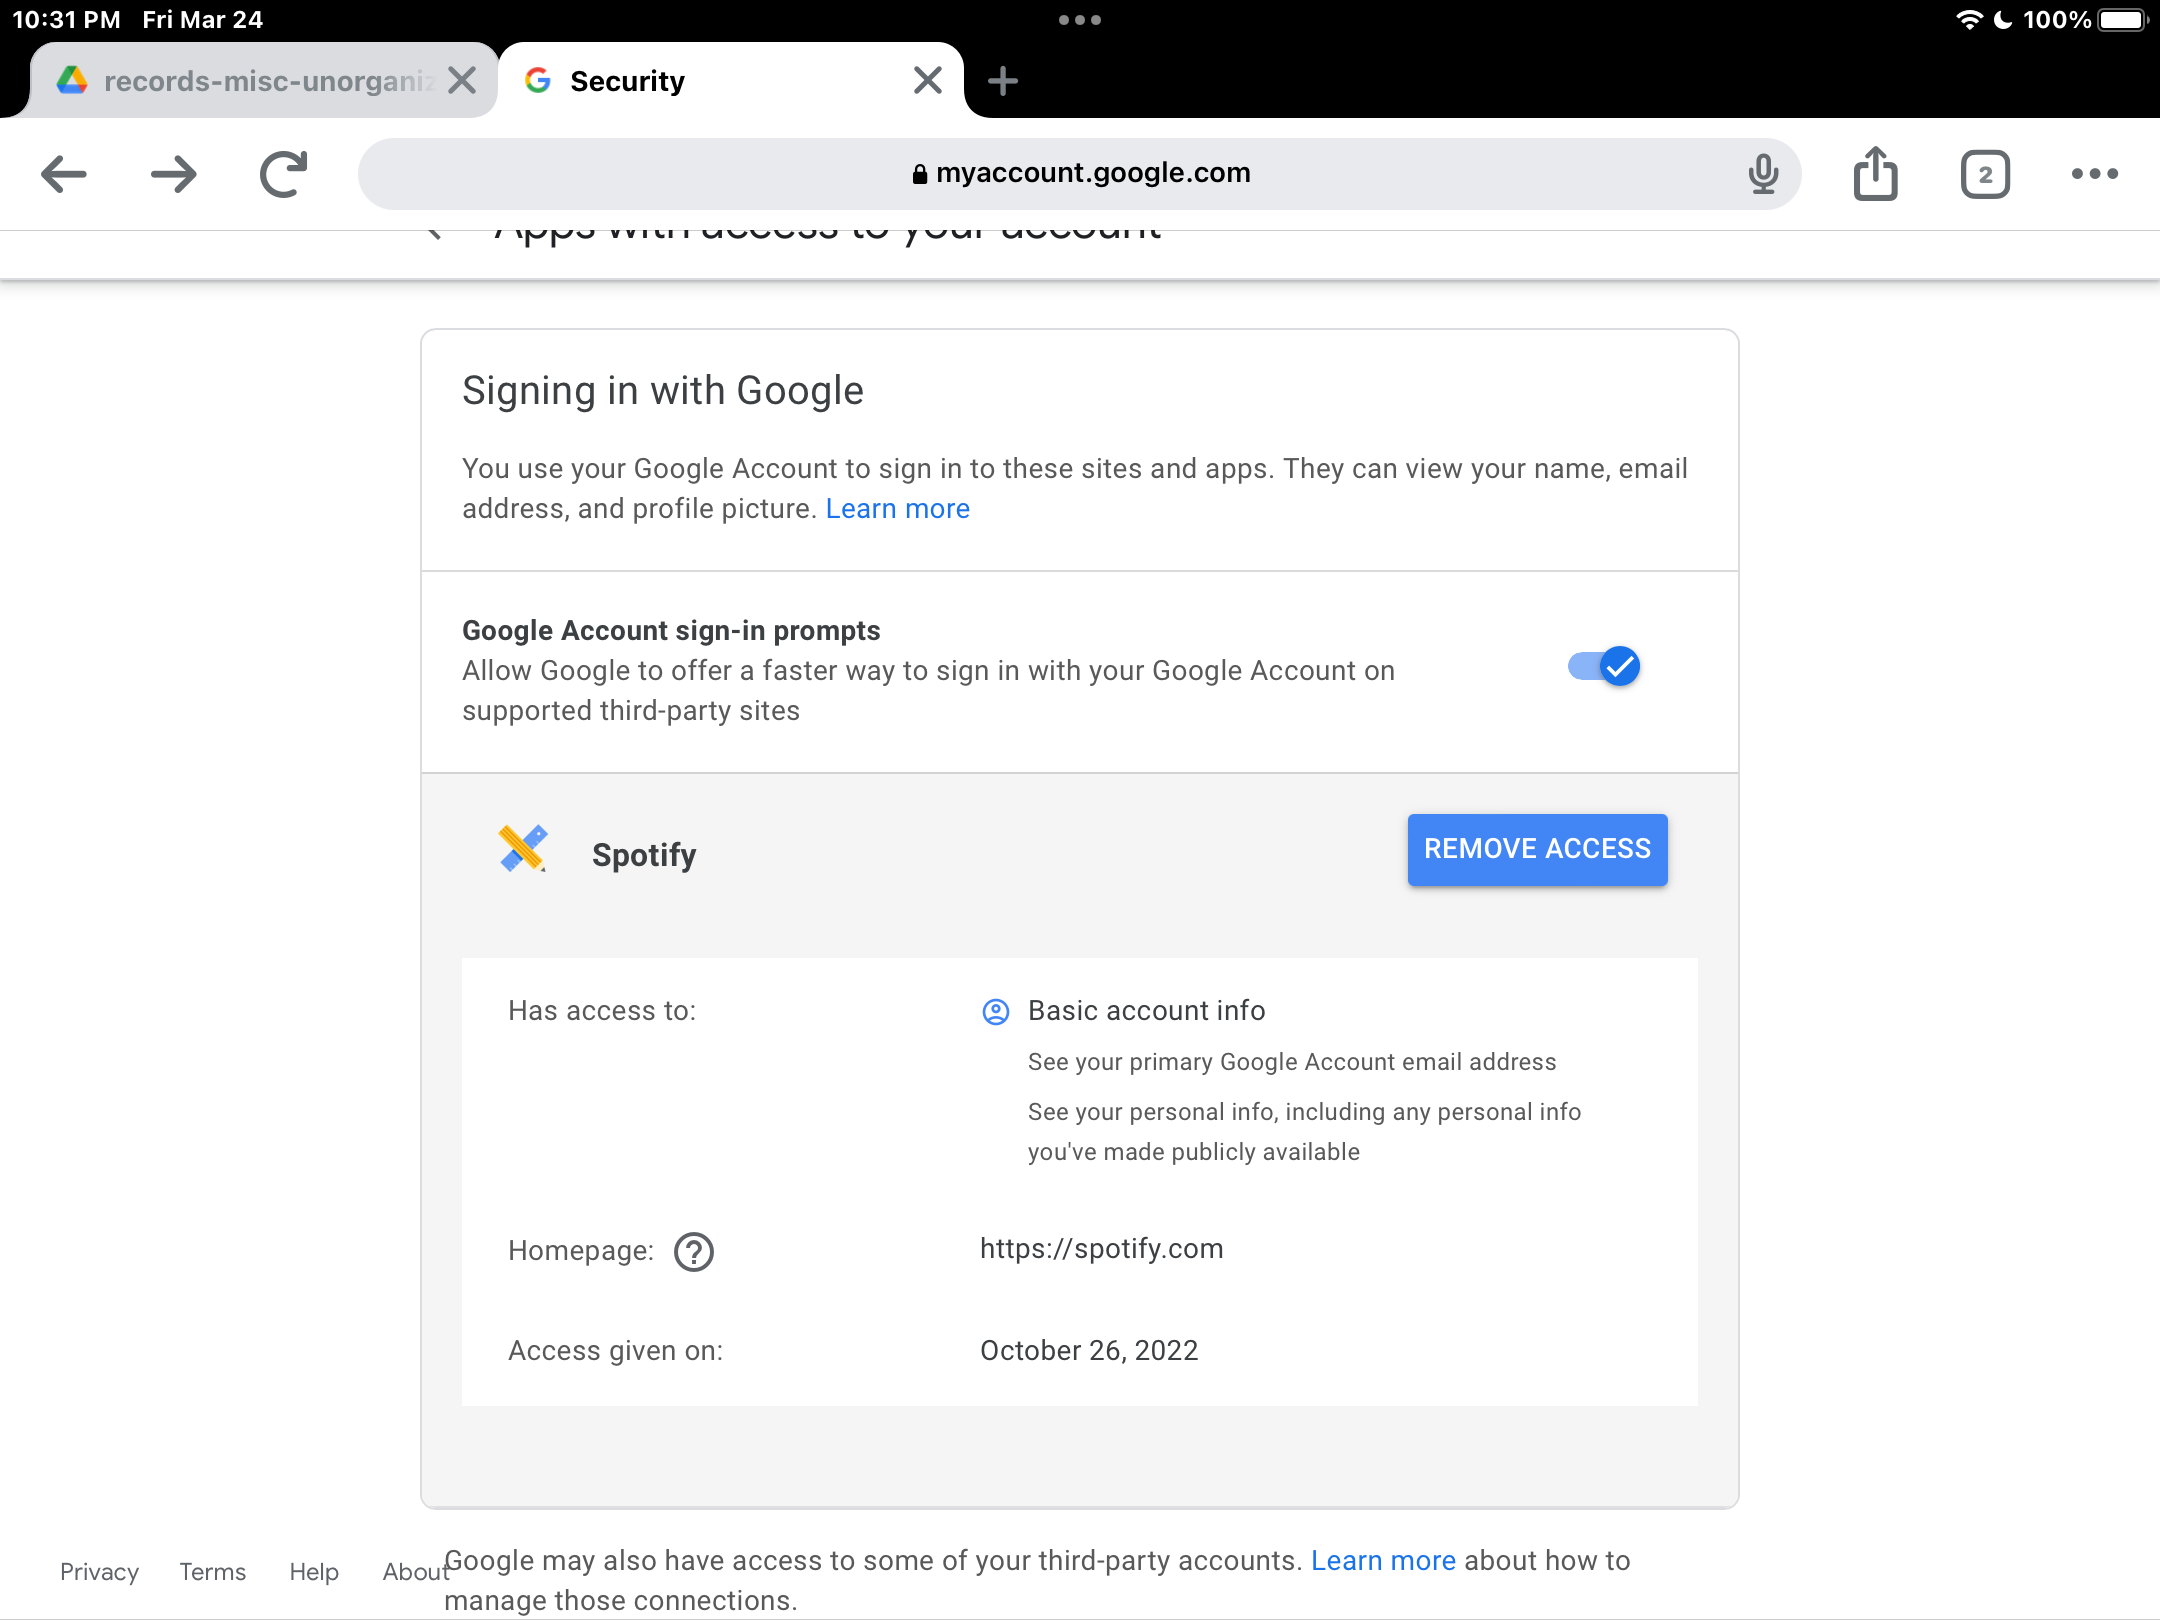 10:31 PM Fri Mar 24
100%
records-misc-unorganiz
Security
myaccount.google.com
2
Apps with access to your account
Signing in with Google
You use your Google Account to sign in to these sites and apps. They can view your name, email
address, and profile picture. Learn more
Google Account sign-in prompts
Allow Google to offer a faster way to sign in with your Google Account on
supported third-party sites
Spotify
REMOVE ACCESS
Has access to:
Basic account info
See your primary Google Account email address
See your personal info, including any personal info
you've made publicly available
Homepage:
https://spotify.com
Access given on:
October 26, 2022
Privacy Terms Help About
Google may also have access to some of your third-party accounts. Learn more about how to
manage those connections.